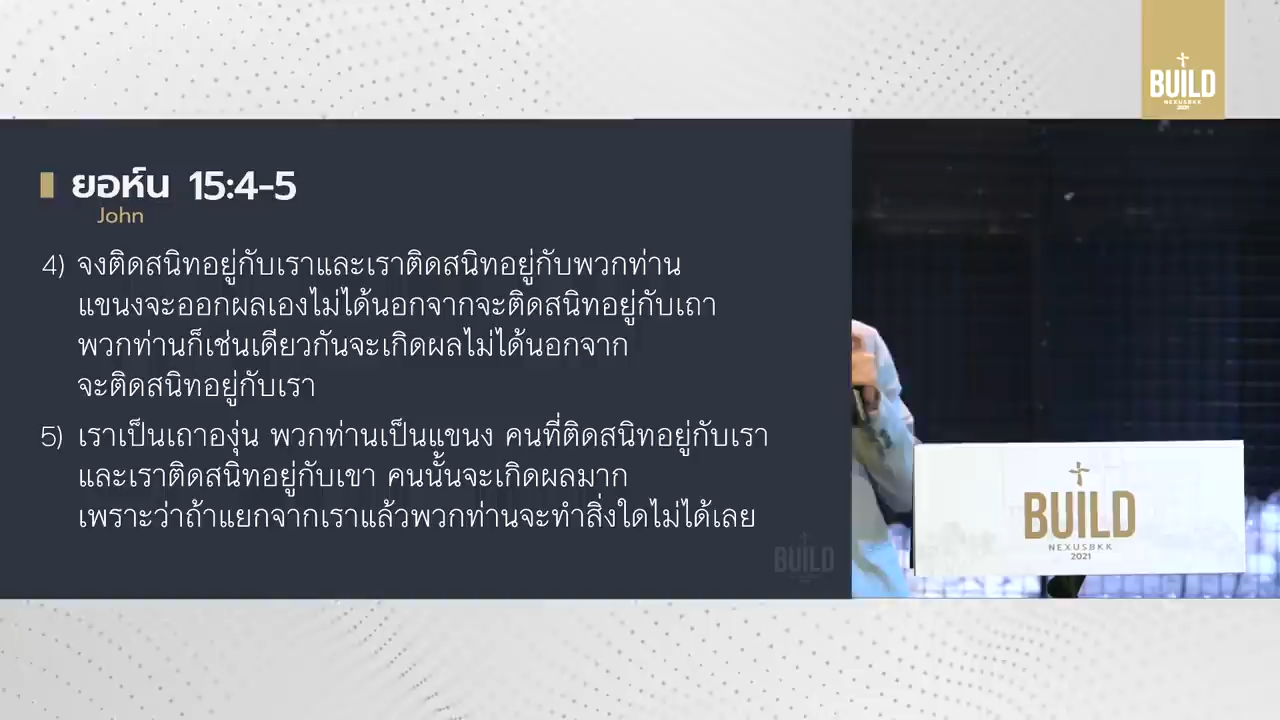 BUILD
NEXUSBKK
2021
ยอห์น 15:4-5
John
4) จงติดสนิทอยู่กับเราและเราติดสนิทอยู่กับพวกท่าน
แขนงจะออกผลเองไม่ได้นอกจากจะติดสนิทอยู่กับเถา
พวกท่านก็เช่นเดียวกันจะเกิดผลไม่ได้นอกจาก
จะติดสนิทอยู่กับเรา
5) เราเป็นเถาองุ่น พวกท่านเป็นแขนง คนที่ติดสนิทอยู่กับเรา
และเราติดสนิทอยู่กับเขา คนนั้นจะเกิดผลมาก
เพราะว่าถ้าแยกจากเราแล้วพวกท่านจะทำสิ่งใดไม่ได้เลย
BUILD
BUILD
NEXUSBKK
2021